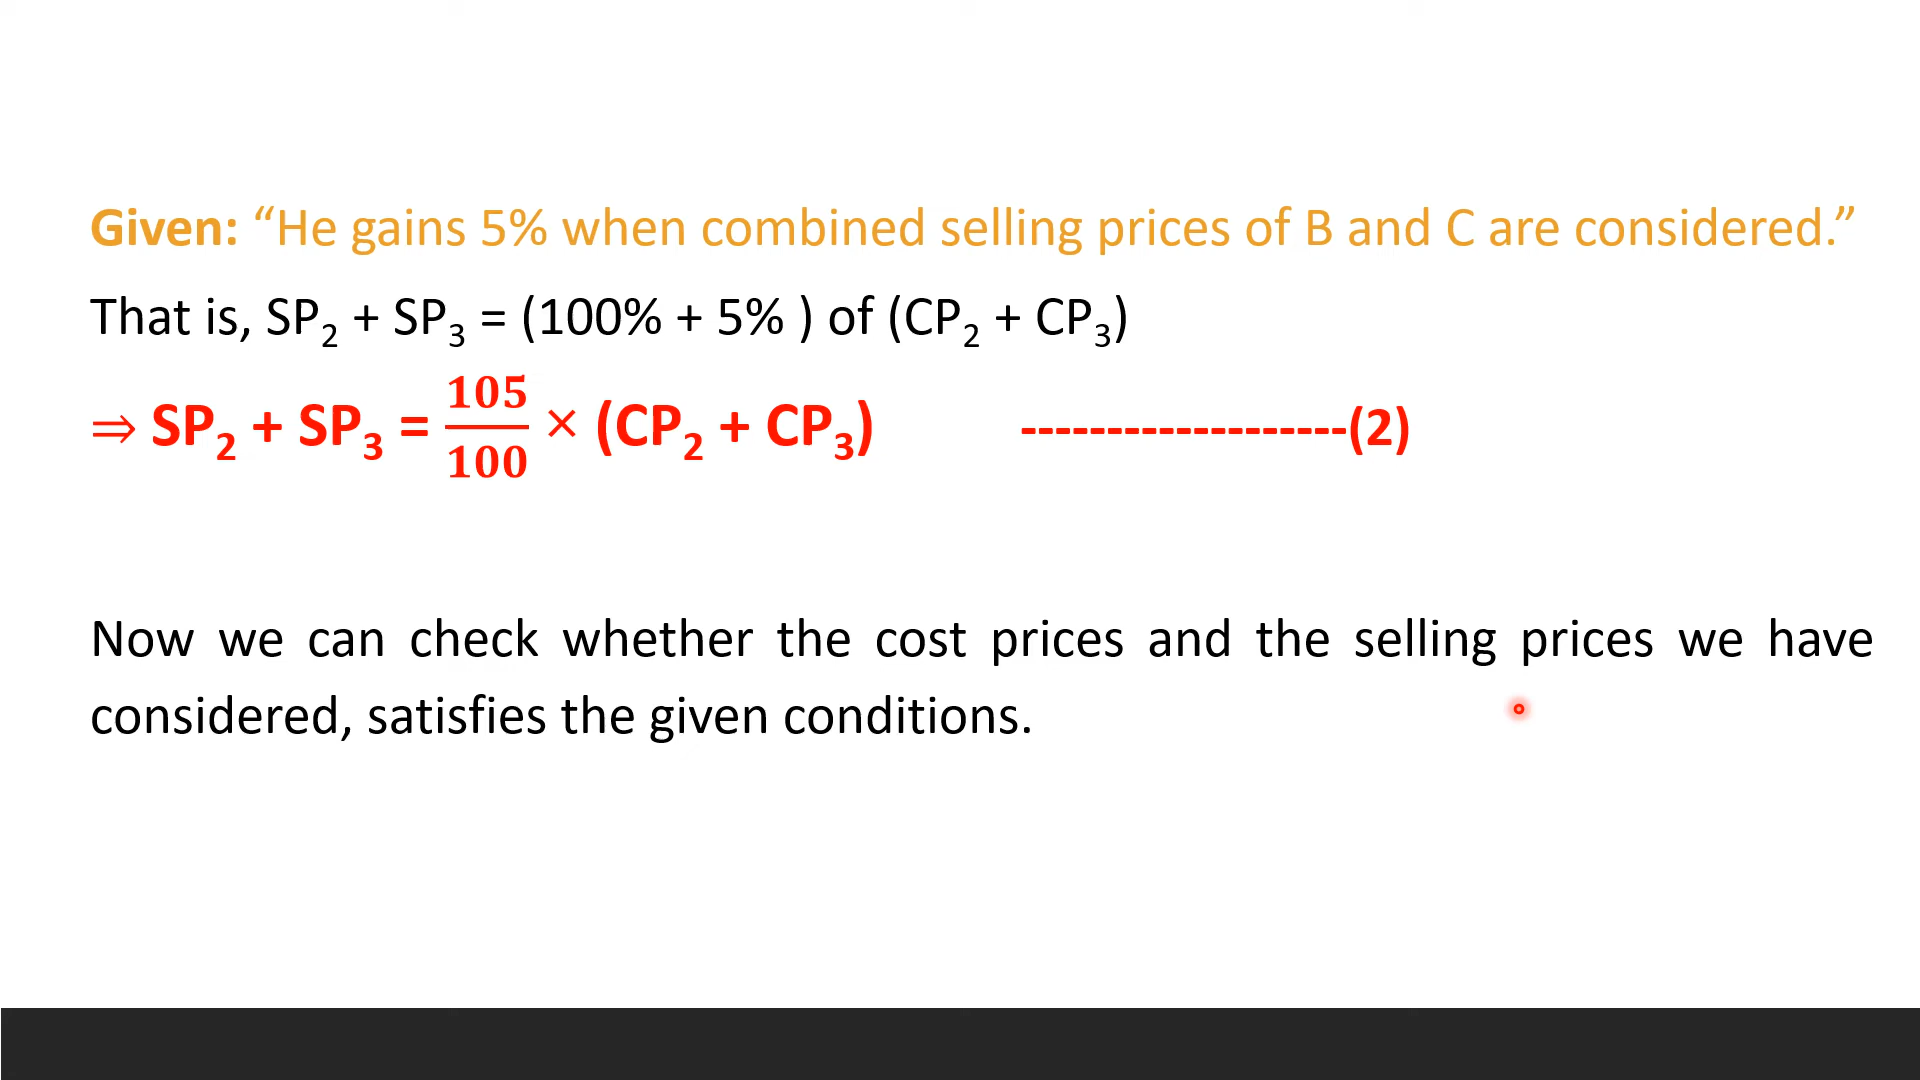 Given: “He gains 5% when combined selling prices of B and C are considered.”
That is, SP₂ + SP₃ = (100% + 5% ) of (CP₂ + CP₃)
⇒ SP₂ + SP₃ = 105/100 × (CP₂ + CP₃) -------------------(2)
Now we can check whether the cost prices and the selling prices we have
considered, satisfies the given conditions.